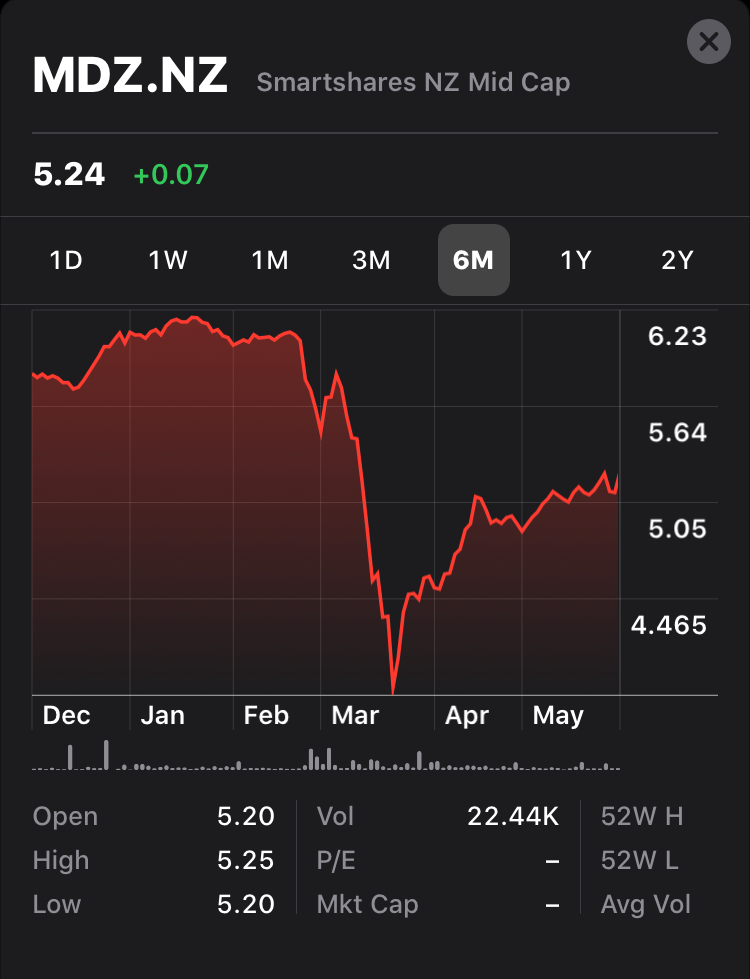 MDZ.NZ Smartshares NZ Mid Cap
5.24 +0.07
1D 1W 1M 3M 6M 1Y 2Y
6.23
5.64
5.05
4.465
Dec Jan Feb Mar Apr May
Open 5.20 Vol 22.44K 52W H
High 5.25 P/E – 52W L
Low 5.20 Mkt Cap – Avg Vol